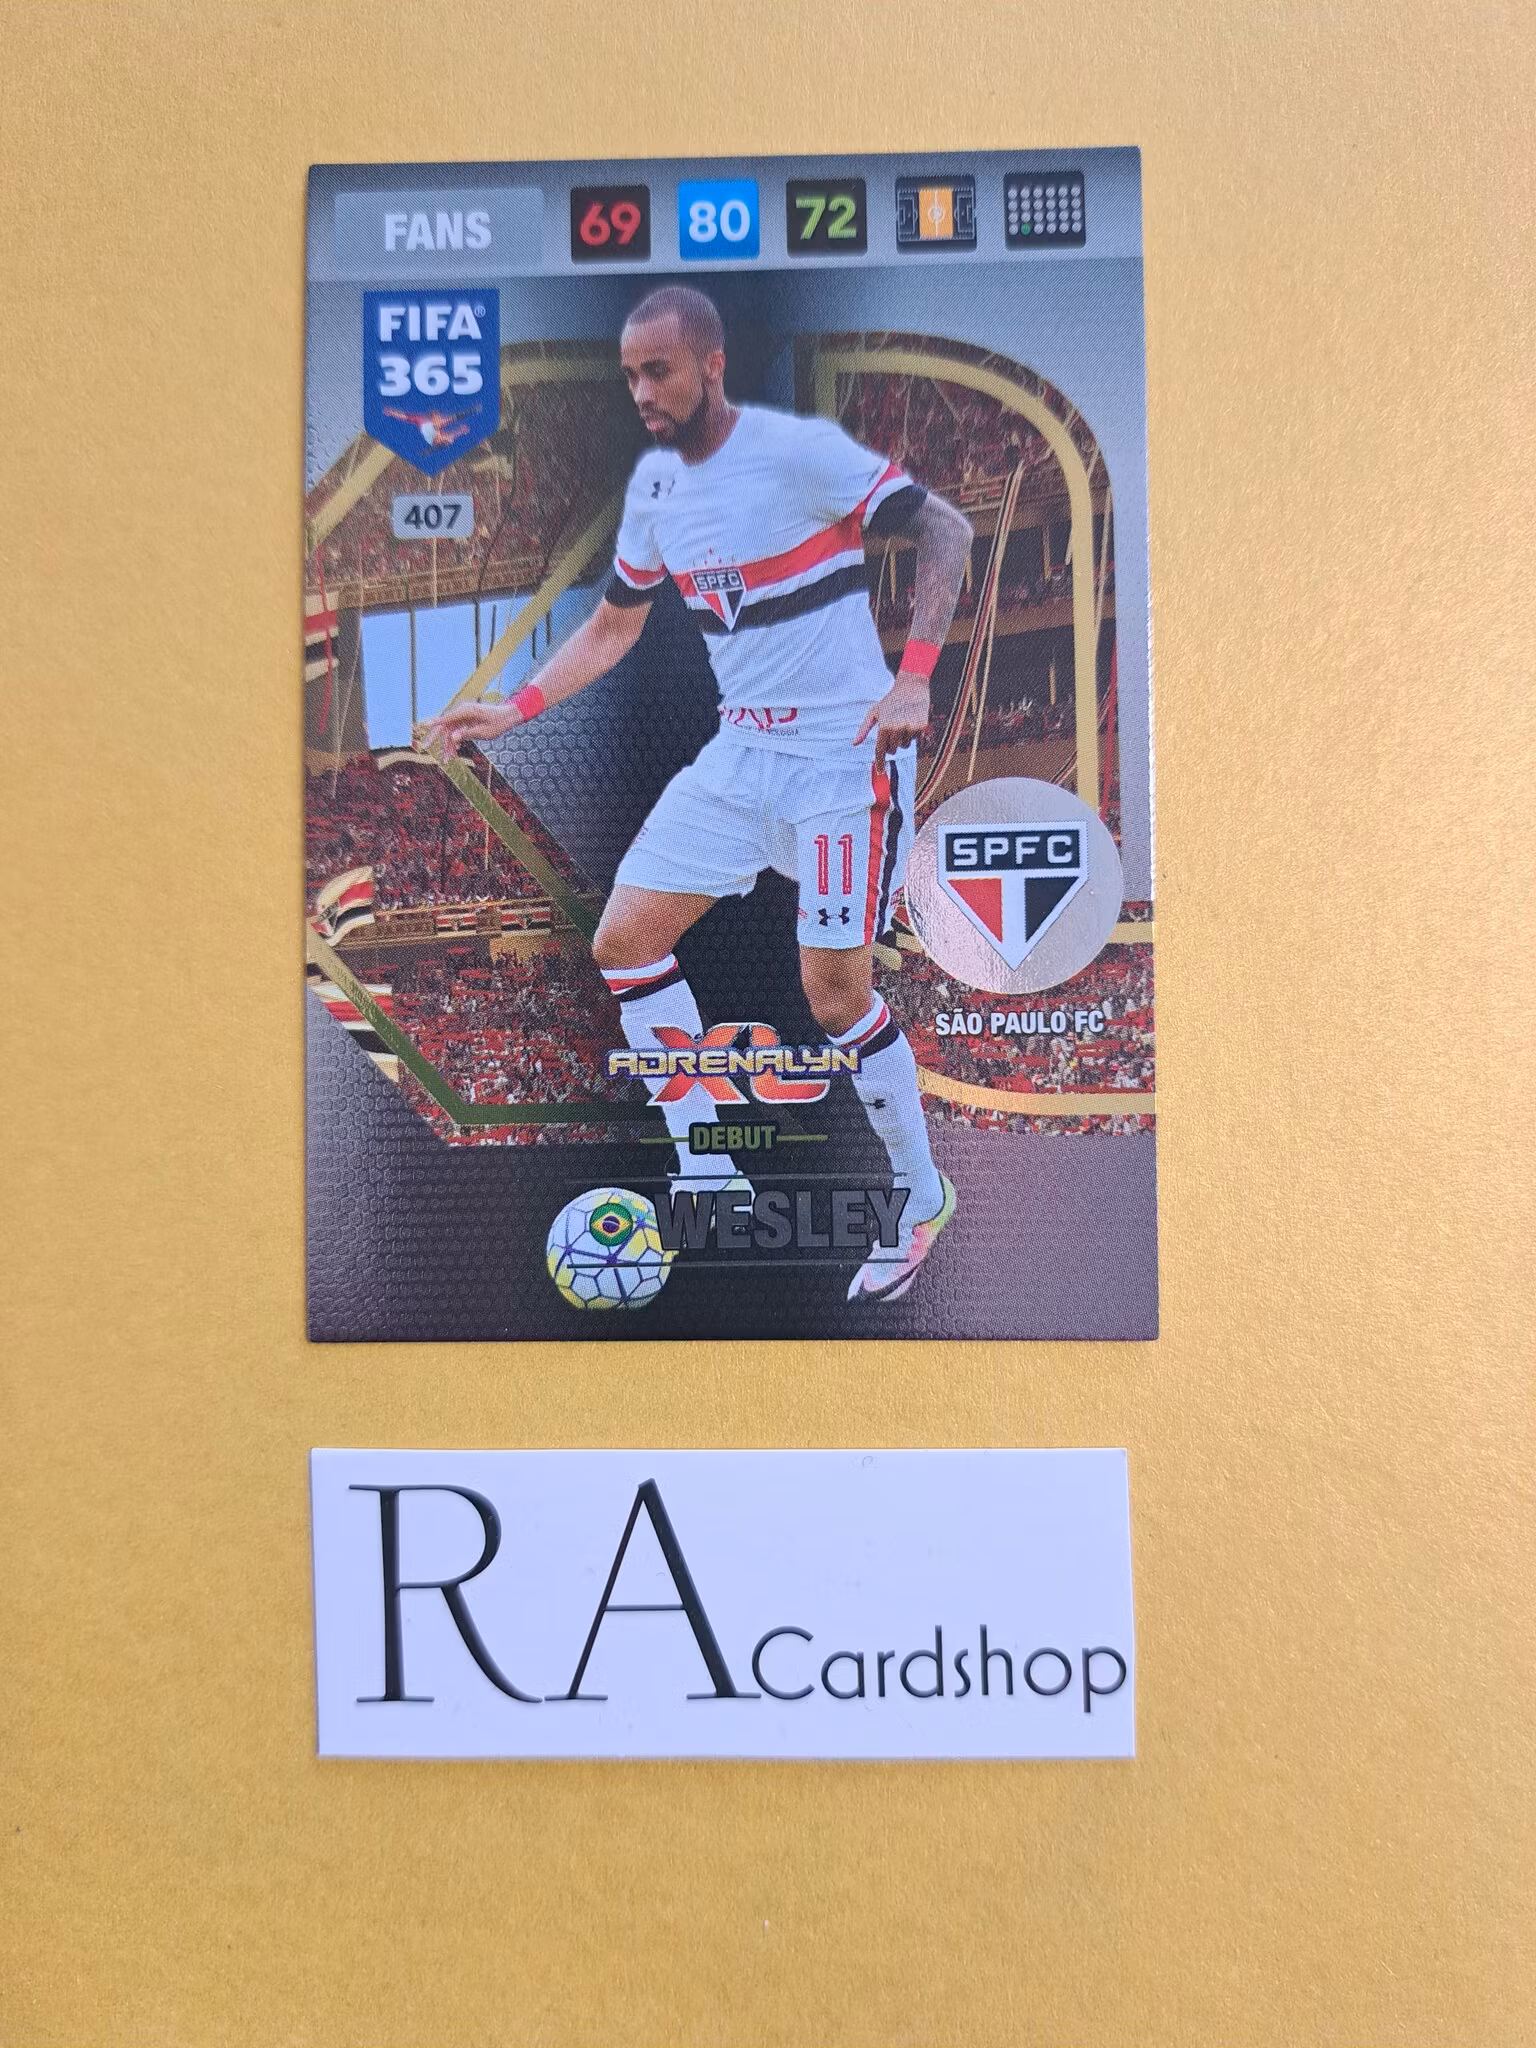 FANS 69 80 72
FIFA®
365
407
SPFC
11
SPFC
SÃO PAULO FC
ADRENALYN XL
DEBUT
WESLEY
RA Cardshop